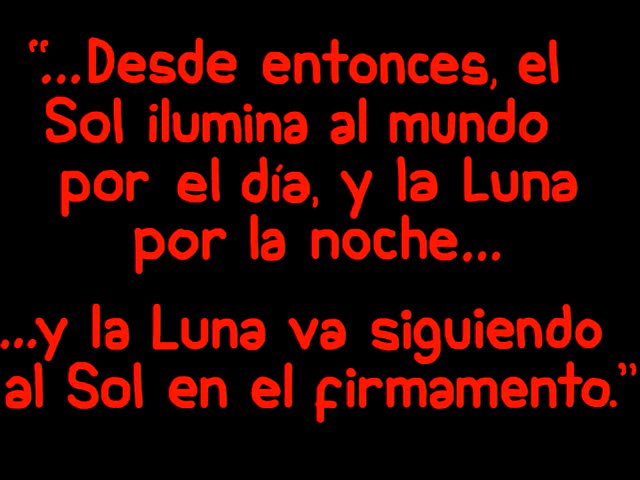 “...Desde entonces, el
Sol ilumina al mundo
por el día, y la Luna
por la noche...
...y la Luna va siguiendo
al Sol en el firmamento.”